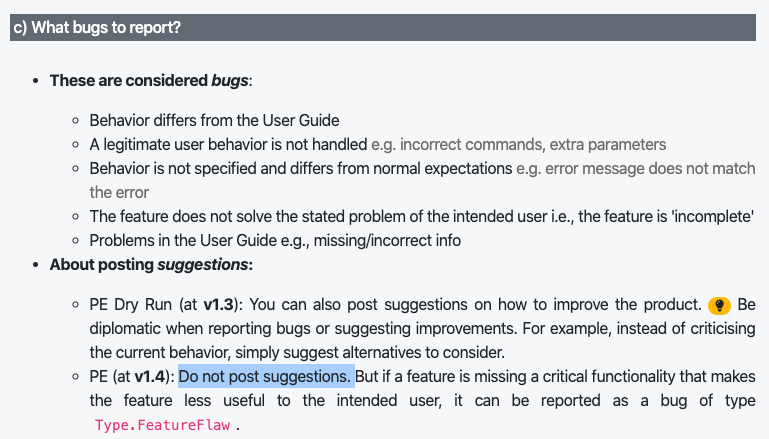 c) What bugs to report?
• These are considered bugs:
◦ Behavior differs from the User Guide
◦ A legitimate user behavior is not handled e.g. incorrect commands, extra parameters
◦ Behavior is not specified and differs from normal expectations e.g. error message does not match
the error
◦ The feature does not solve the stated problem of the intended user i.e., the feature is 'incomplete'
◦ Problems in the User Guide e.g., missing/incorrect info
• About posting suggestions:
◦ PE Dry Run (at v1.3): You can also post suggestions on how to improve the product. Be
diplomatic when reporting bugs or suggesting improvements. For example, instead of criticising
the current behavior, simply suggest alternatives to consider.
◦ PE (at v1.4): Do not post suggestions. But if a feature is missing a critical functionality that makes
the feature less useful to the intended user, it can be reported as a bug of type
Type.FeatureFlaw .